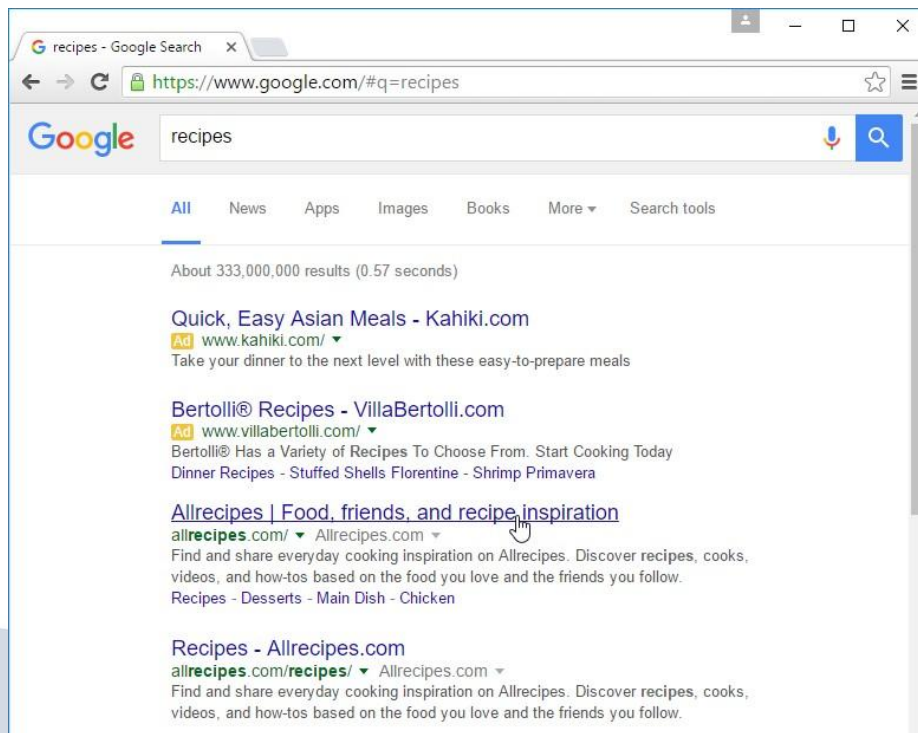 recipes - Google Search
https://www.google.com/#q=recipes
Google
recipes
All News Apps Images Books More Search tools
About 333,000,000 results (0.57 seconds)
Quick, Easy Asian Meals - Kahiki.com
Ad www.kahiki.com/
Take your dinner to the next level with these easy-to-prepare meals
Bertolli® Recipes - VillaBertolli.com
Ad www.villabertolli.com/
Bertolli® Has a Variety of Recipes To Choose From. Start Cooking Today
Dinner Recipes - Stuffed Shells Florentine - Shrimp Primavera
Allrecipes | Food, friends, and recipe inspiration
allrecipes.com/ Allrecipes.com
Find and share everyday cooking inspiration on Allrecipes. Discover recipes, cooks,
videos, and how-tos based on the food you love and the friends you follow.
Recipes - Desserts - Main Dish - Chicken
Recipes - Allrecipes.com
allrecipes.com/recipes/ Allrecipes.com
Find and share everyday cooking inspiration on Allrecipes. Discover recipes, cooks,
videos, and how-tos based on the food you love and the friends you follow.